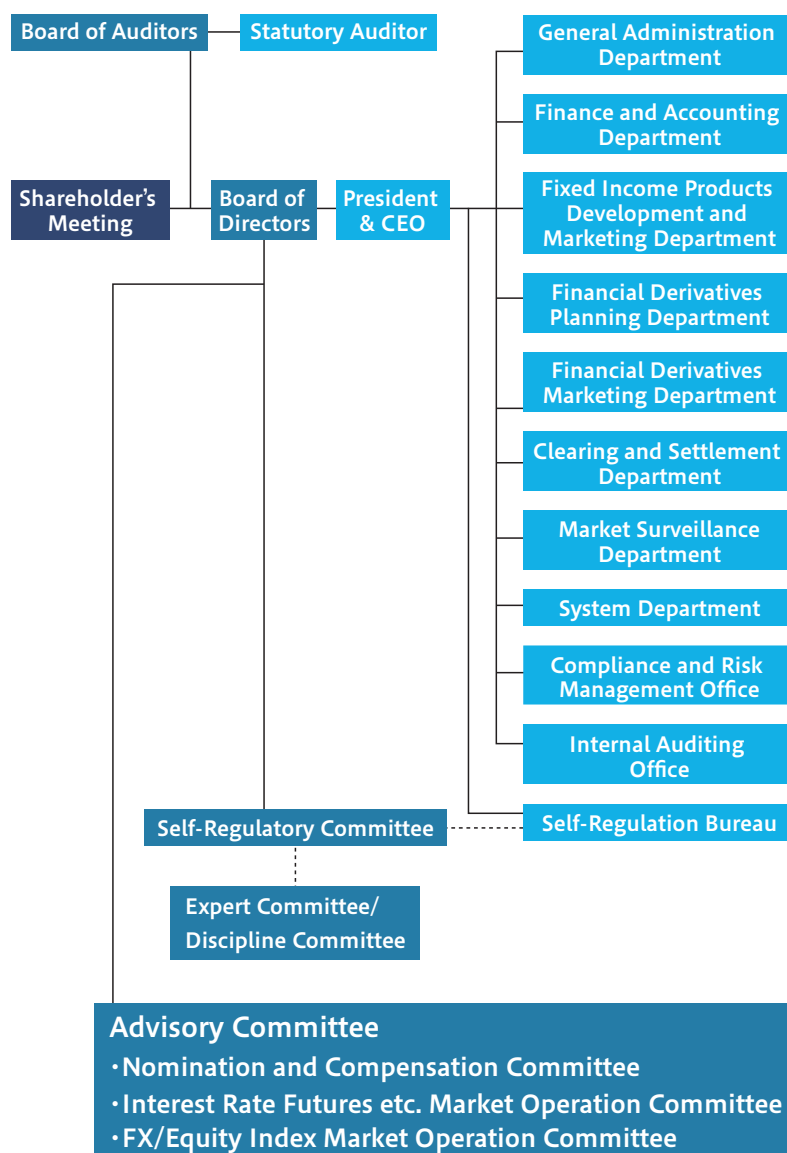 Board of Auditors
Statutory Auditor
Shareholder's
Meeting
Board of
Directors
President
& CEO
General Administration
Department
Finance and Accounting
Department
Fixed Income Products
Development and
Marketing Department
Financial Derivatives
Planning Department
Financial Derivatives
Marketing Department
Clearing and Settlement
Department
Market Surveillance
Department
System Department
Compliance and Risk
Management Office
Internal Auditing
Office
Self-Regulatory Committee
Self-Regulation Bureau
Expert Committee/
Discipline Committee
Advisory Committee
・Nomination and Compensation Committee
・Interest Rate Futures etc. Market Operation Committee
・FX/Equity Index Market Operation Committee